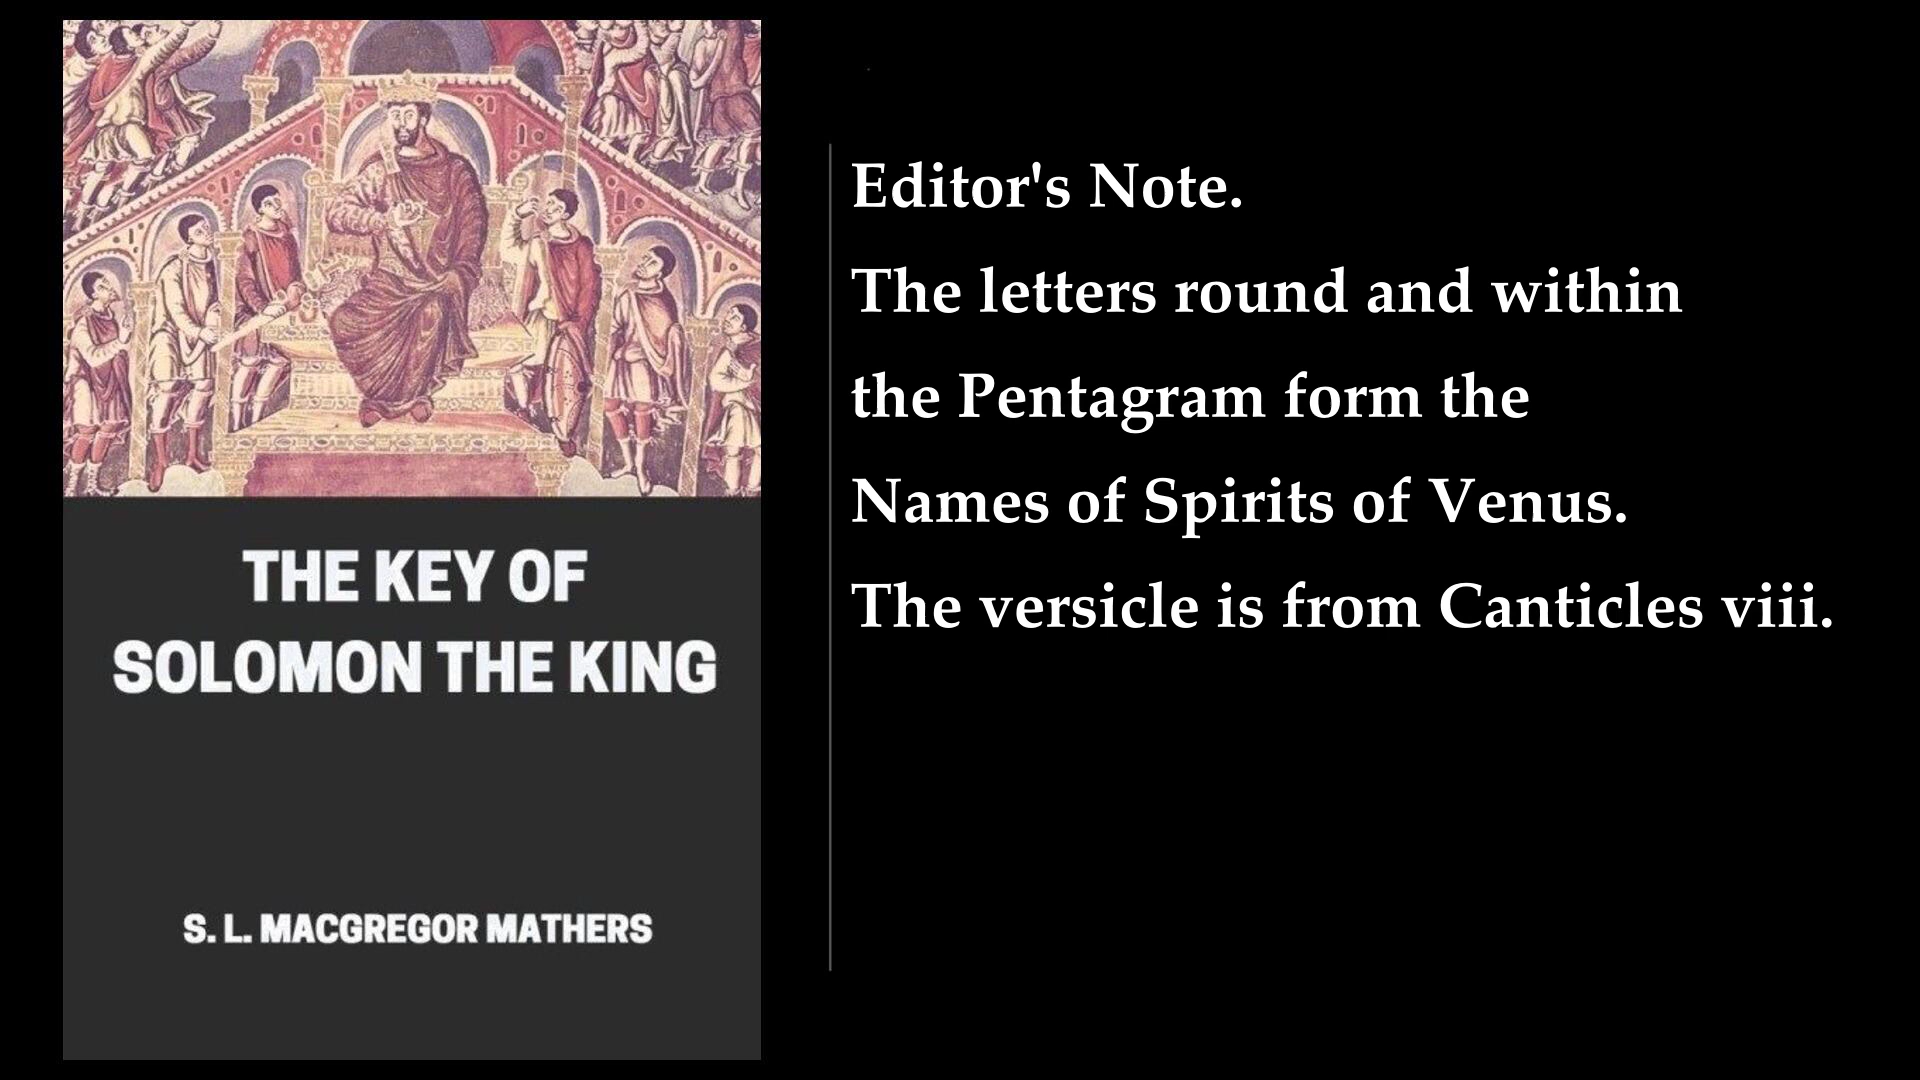 THE KEY OF
SOLOMON THE KING
S. L. MACGREGOR MATHERS
Editor's Note.
The letters round and within
the Pentagram form the
Names of Spirits of Venus.
The versicle is from Canticles viii.